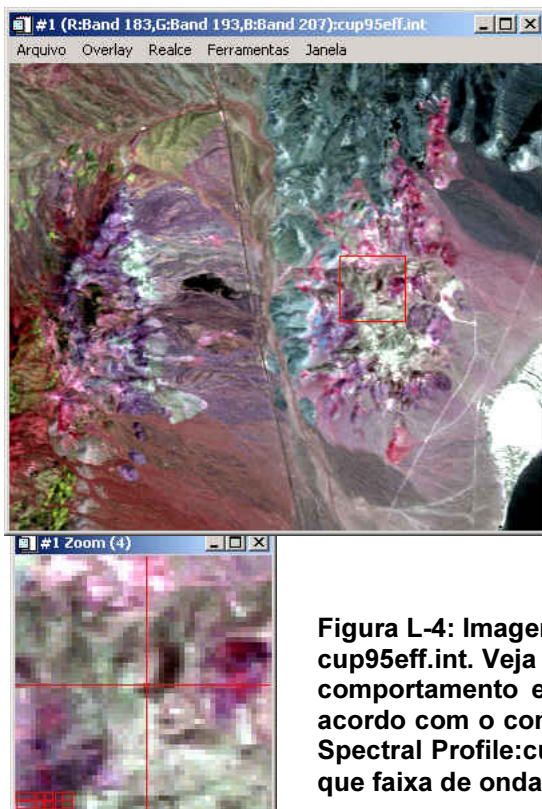 #1 (R:Band 183,G:Band 193,B:Band 207):cup95eff.int
Arquivo Overlay Realce Ferramentas Janela
#1 Zoom (4)
Figura L-4: Imagem
cup95eff.int. Veja
comportamento e
acordo com o con
Spectral Profile:cu
que faixa de onda